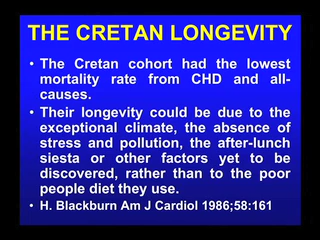 THE CRETAN LONGEVITY
• The Cretan cohort had the lowest
mortality rate from CHD and all-
causes.
• Their longevity could be due to the
exceptional climate, the absence of
stress and pollution, the after-lunch
siesta or other factors yet to be
discovered, rather than to the poor
people diet they use.
• H. Blackburn Am J Cardiol 1986;58:161